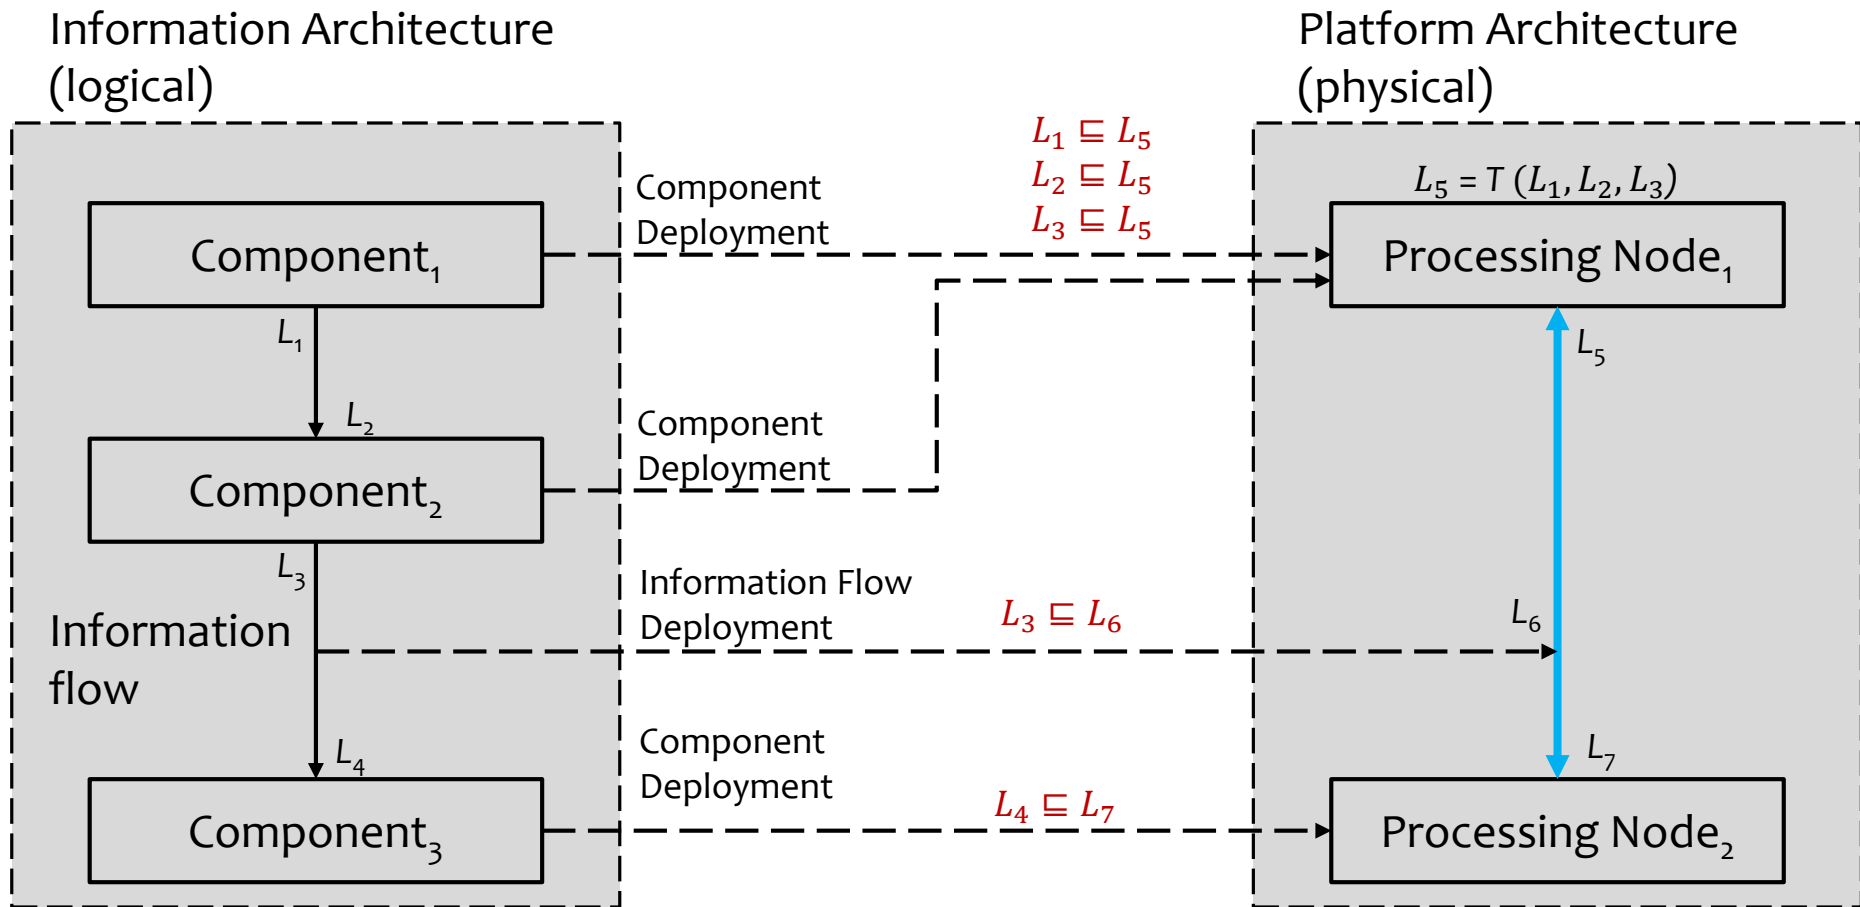 Information Architecture
(logical)
Platform Architecture
(physical)
L₁ ⊑ L₅
L₂ ⊑ L₅
L₃ ⊑ L₅
Component
Deployment
L₅ = T (L₁, L₂, L₃)
Component₁
Processing Node₁
L₁
L₅
L₂
Component
Deployment
Component₂
L₃
Information Flow
Deployment
L₃ ⊑ L₆
L₆
Information
flow
L₄
Component
Deployment
L₄ ⊑ L₇
L₇
Component₃
Processing Node₂